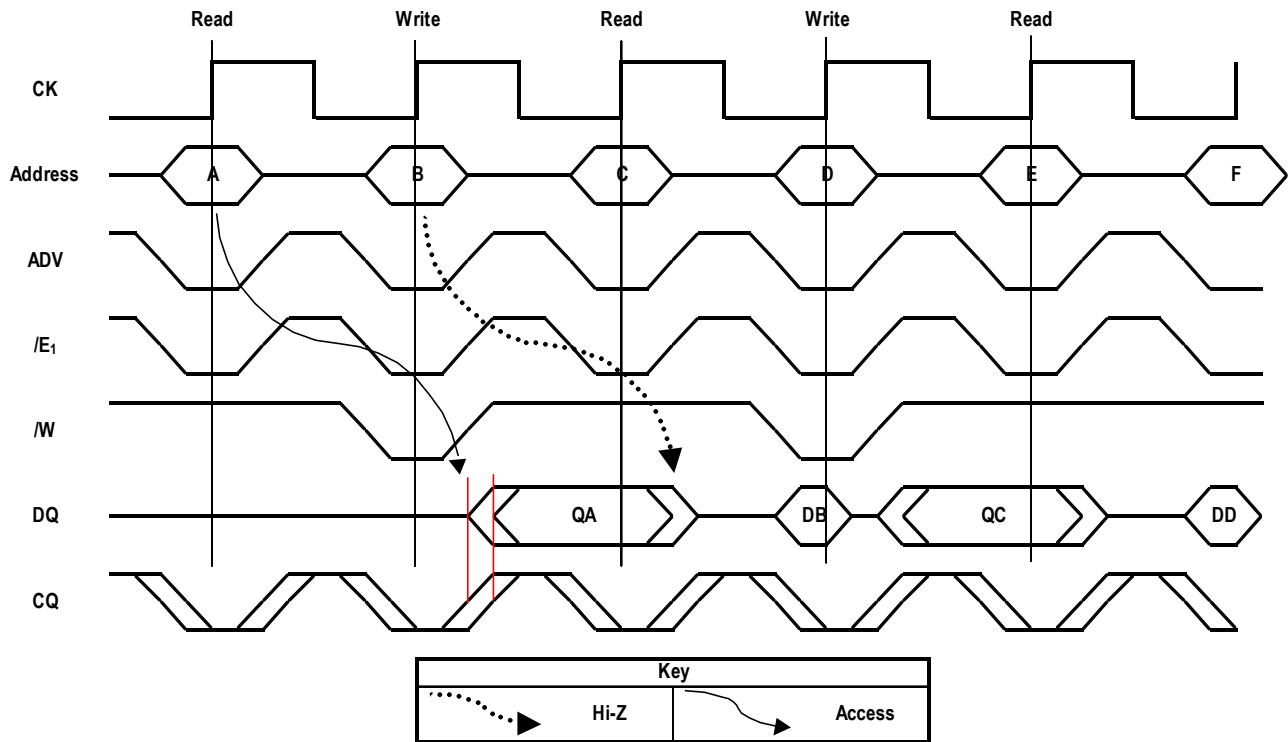 Read Write Read Write Read
CK
Address A B C D E F
ADV
/E1
/W
DQ QA DB QC DD
CQ
Key
Hi-Z Access